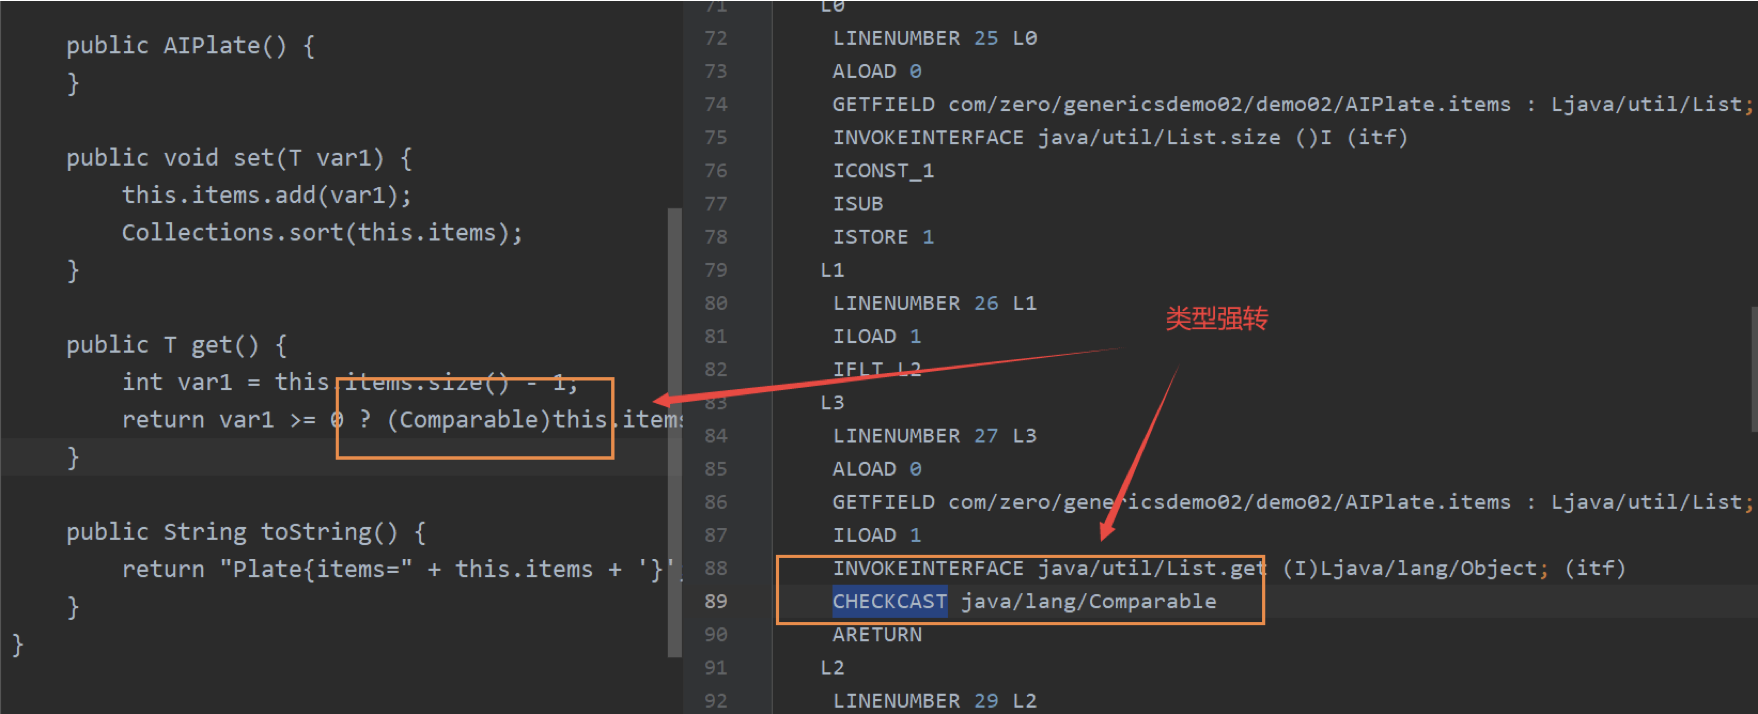 public AIPlate() {
}
public void set(T var1) {
this.items.add(var1);
Collections.sort(this.items);
}
public T get() {
int var1 = this.items.size() - 1;
return var1 >= 0 ? (Comparable)this.items
}
public String toString() {
return "Plate{items=" + this.items + '}'
}
}
71 L0
72 LINENUMBER 25 L0
73 ALOAD 0
74 GETFIELD com/zero/genericsdemo02/demo02/AIPlate.items : Ljava/util/List;
75 INVOKEINTERFACE java/util/List.size ()I (itf)
76 ICONST_1
77 ISUB
78 ISTORE 1
79 L1
80 LINENUMBER 26 L1
81 ILOAD 1
82 IFLT L2
83 L3
84 LINENUMBER 27 L3
85 ALOAD 0
86 GETFIELD com/zero/genericsdemo02/demo02/AIPlate.items : Ljava/util/List;
87 ILOAD 1
88 INVOKEINTERFACE java/util/List.get (I)Ljava/lang/Object; (itf)
89 CHECKCAST java/lang/Comparable
90 ARETURN
91 L2
92 LINENUMBER 29 L2
类型强转